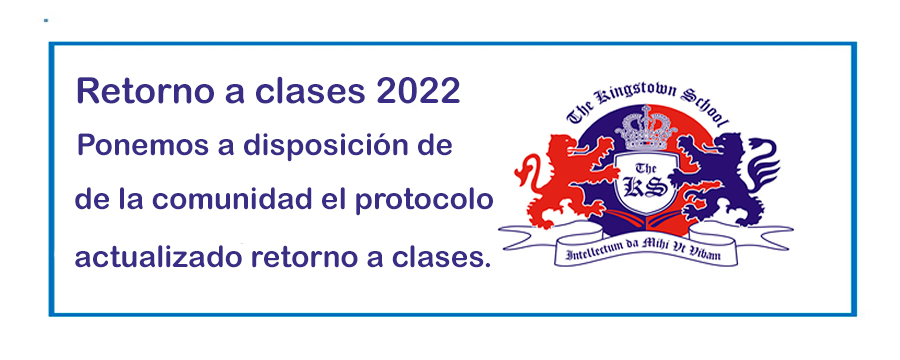 Retorno a clases 2022
Ponemos a disposición de
de la comunidad el protocolo
actualizado retorno a clases.
The Kingstown School
The
KS
Intellectum da Mihi Vt Vibam